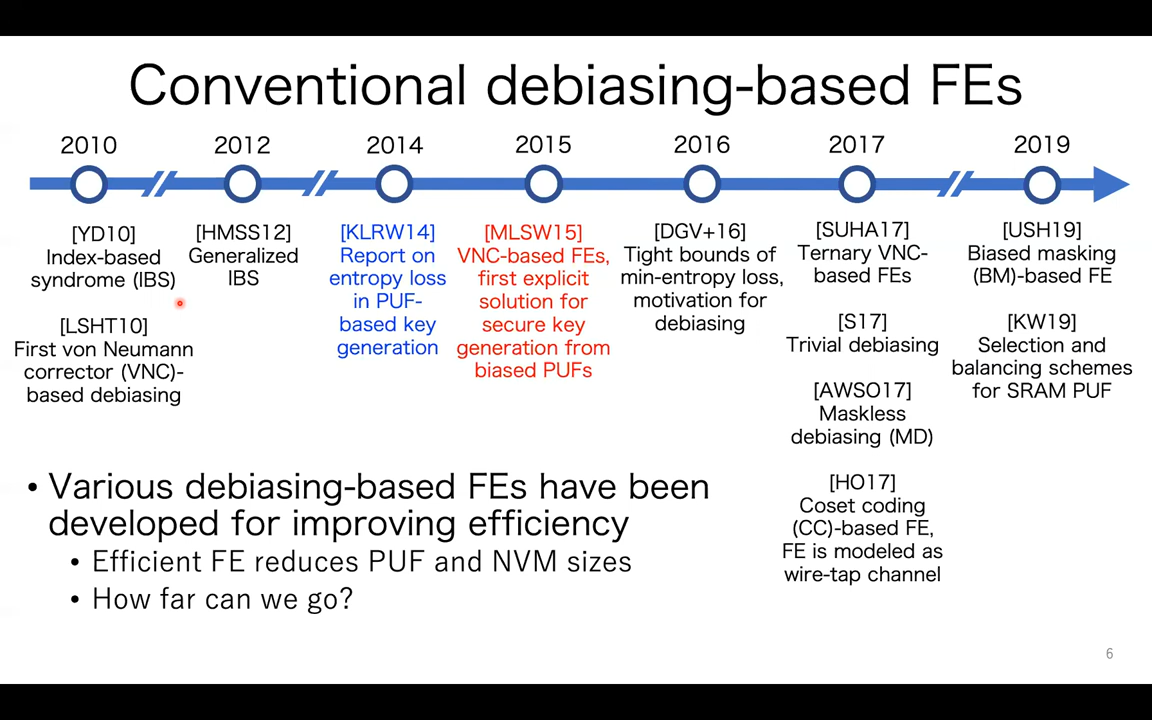 Conventional debiasing-based FEs
2010
2012
2014
2015
2016
2017
2019
[YD10]
Index-based
syndrome (IBS)
[LSHT10]
First von Neumann
corrector (VNC)-
based debiasing
[HMSS12]
Generalized
IBS
[KLRW14]
Report on
entropy loss
in PUF-
based key
generation
[MLSW15]
VNC-based FEs,
first explicit
solution for
secure key
generation from
biased PUFs
[DGV+16]
Tight bounds of
min-entropy loss,
motivation for
debiasing
[SUHA17]
Ternary VNC-
based FEs
[S17]
Trivial debiasing
[AWSO17]
Maskless
debiasing (MD)
[HO17]
Coset coding
(CC)-based FE,
FE is modeled as
wire-tap channel
[USH19]
Biased masking
(BM)-based FE
[KW19]
Selection and
balancing schemes
for SRAM PUF
• Various debiasing-based FEs have been
developed for improving efficiency
• Efficient FE reduces PUF and NVM sizes
• How far can we go?
6